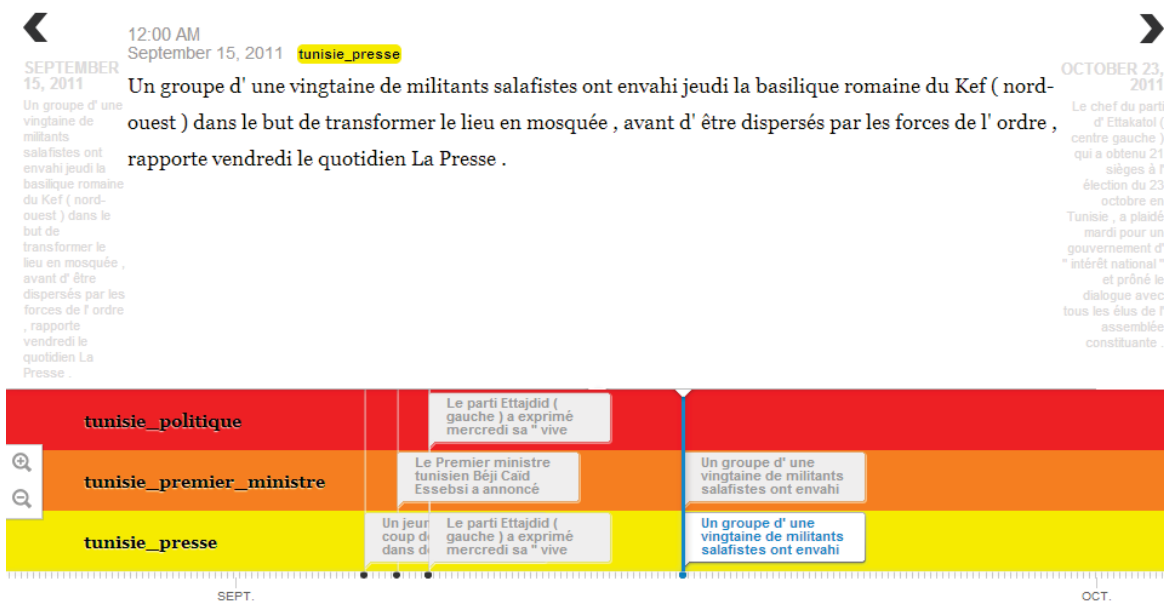 12:00 AM
September 15, 2011 tunisie_presse
Un groupe d' une vingtaine de militants salafistes ont envahi jeudi la basilique romaine du Kef ( nord-
ouest ) dans le but de transformer le lieu en mosquée , avant d' être dispersés par les forces de l' ordre ,
rapporte vendredi le quotidien La Presse .
SEPTEMBER
15, 2011
Un groupe d' une
vingtaine de
militants
salafistes ont
envahi jeudi la
basilique romaine
du Kef ( nord-
ouest ) dans le
but de
transformer le
lieu en mosquée ,
avant d' être
dispersés par les
forces de l' ordre
, rapporte
vendredi le
quotidien La
Presse .
OCTOBER 23,
2011
Le chef du parti
d' Ettakatol (
centre gauche )
qui a obtenu 21
sièges à l'
élection du 23
octobre en
Tunisie , a plaidé
mardi pour un
gouvernement d'
" intérêt national "
et prôné le
dialogue avec
tous les élus de l'
assemblée
constituante .
tunisie_politique
Le parti Ettajdid (
gauche ) a exprimé
mercredi sa " vive
tunisie_premier_ministre
Le Premier ministre
tunisien Béji Caïd
Essebsi a annoncé
Un groupe d' une
vingtaine de militants
salafistes ont envahi
tunisie_presse
Un jeur
coup d
dans d
Le parti Ettajdid (
gauche ) a exprimé
mercredi sa " vive
Un groupe d' une
vingtaine de militants
salafistes ont envahi
SEPT.
OCT.